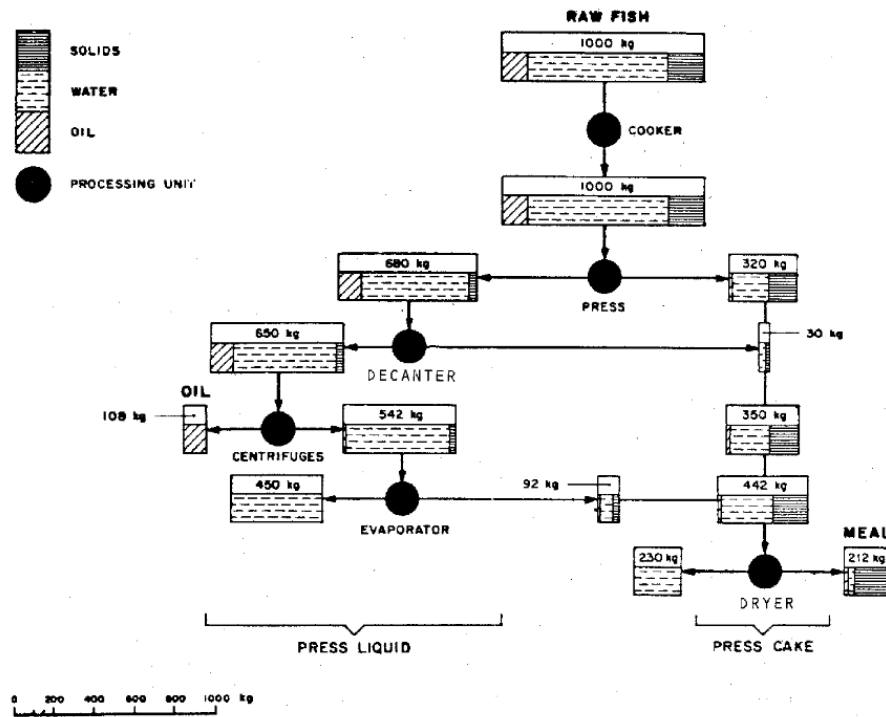 RAW FISH
1000 kg
SOLIDS
WATER
OIL
PROCESSING UNIT
COOKER
1000 kg
680 kg
320 kg
PRESS
650 kg
30 kg
DECANTER
OIL
108 kg
542 kg
350 kg
CENTRIFUGES
450 kg
92 kg
442 kg
EVAPORATOR
MEAL
230 kg
212 kg
DRYER
PRESS LIQUID
PRESS CAKE
0 200 400 600 800 1000 kg